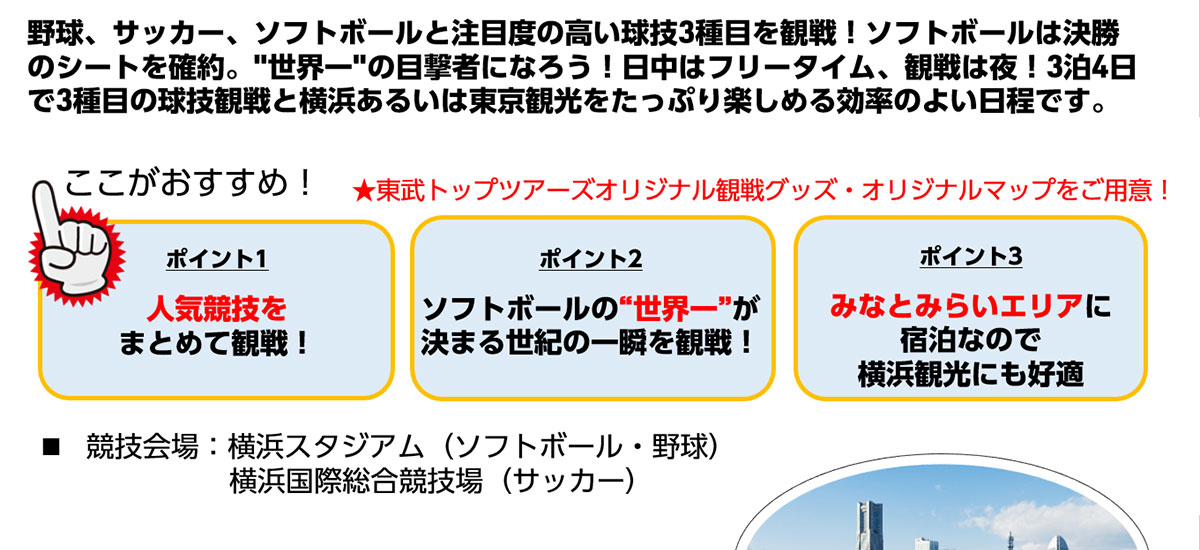 野球、サッカー、ソフトボールと注目度の高い球技3種目を観戦！ソフトボールは決勝
のシートを確約。"世界一"の目撃者になろう！日中はフリータイム、観戦は夜！3泊4日
で3種目の球技観戦と横浜あるいは東京観光をたっぷり楽しめる効率のよい日程です。
ここがおすすめ！
★東武トップツアーズオリジナル観戦グッズ・オリジナルマップをご用意！
ポイント1
人気競技を
まとめて観戦！
ポイント2
ソフトボールの“世界一”が
決まる世紀の一瞬を観戦！
ポイント3
みなとみらいエリアに
宿泊なので
横浜観光にも好適
■ 競技会場：横浜スタジアム（ソフトボール・野球）
横浜国際総合競技場（サッカー）